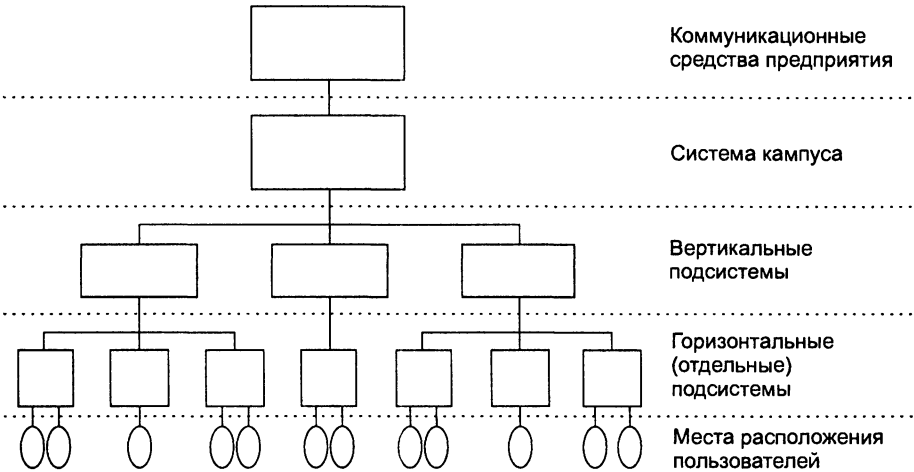 Коммуникационные
средства предприятия
Система кампуса
Вертикальные
подсистемы
Горизонтальные
(отдельные)
подсистемы
Места расположения
пользователей